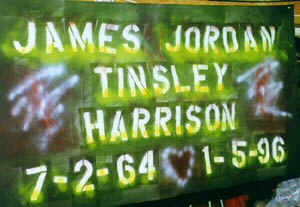 JAMES JORDAN
TINSLEY
HARRISON
7-2-64 1-5-96